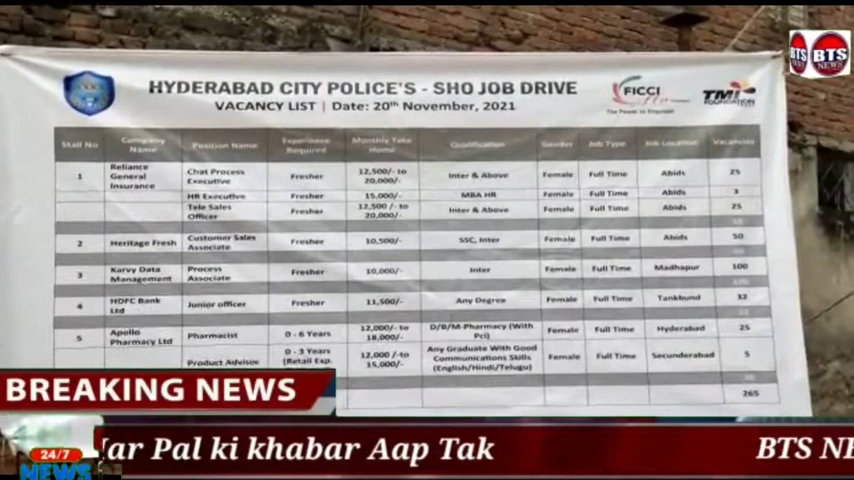 HYDERABAD CITY POLICE'S - SHO JOB DRIVE
VACANCY LIST | DATE: 20th NOVEMBER, 2021
FICCI
The Power to Empower
TMI
FOUNDATION
BTS
NEWS
BTS
NEWS
Stall No Company Name Position Name Experience Required Monthly Take Home Qualification Gender Job Type Job Location Vacancies
1 Reliance General Insurance Chat Process Executive Fresher 12,500/- to 20,000/- Inter & Above Female Full Time Abids 25
HR Executive Fresher 15,000/- MBA HR Female Full Time Abids 3
Tele Sales Officer Fresher 12,500 /- to 20,000/- Inter & Above Female Full Time Abids 25
2 Heritage Fresh Customer Sales Associate Fresher 10,500/- SSC, Inter Female Full Time Abids 50
3 Karvy Data Management Process Associate Fresher 10,000/- Inter Female Full Time Madhapur 100
4 HDFC Bank Ltd Junior officer Fresher 11,500/- Any Degree Female Full Time Tankbund 32
5 Apollo Pharmacy Ltd Pharmacist 0 - 6 Years 12,000/- to 18,000/- D/B/M-Pharmacy (With Pci) Female Full Time Hyderabad 25
Product Advisor 0 - 3 Years (Retail Exp. 12,000 /-to 15,000/- Any Graduate With Good Communications Skills (English/Hindi/Telugu) Female Full Time Secunderabad 5
265
BREAKING NEWS
24/7
NEWS
Har Pal ki khabar Aap Tak
BTS NE